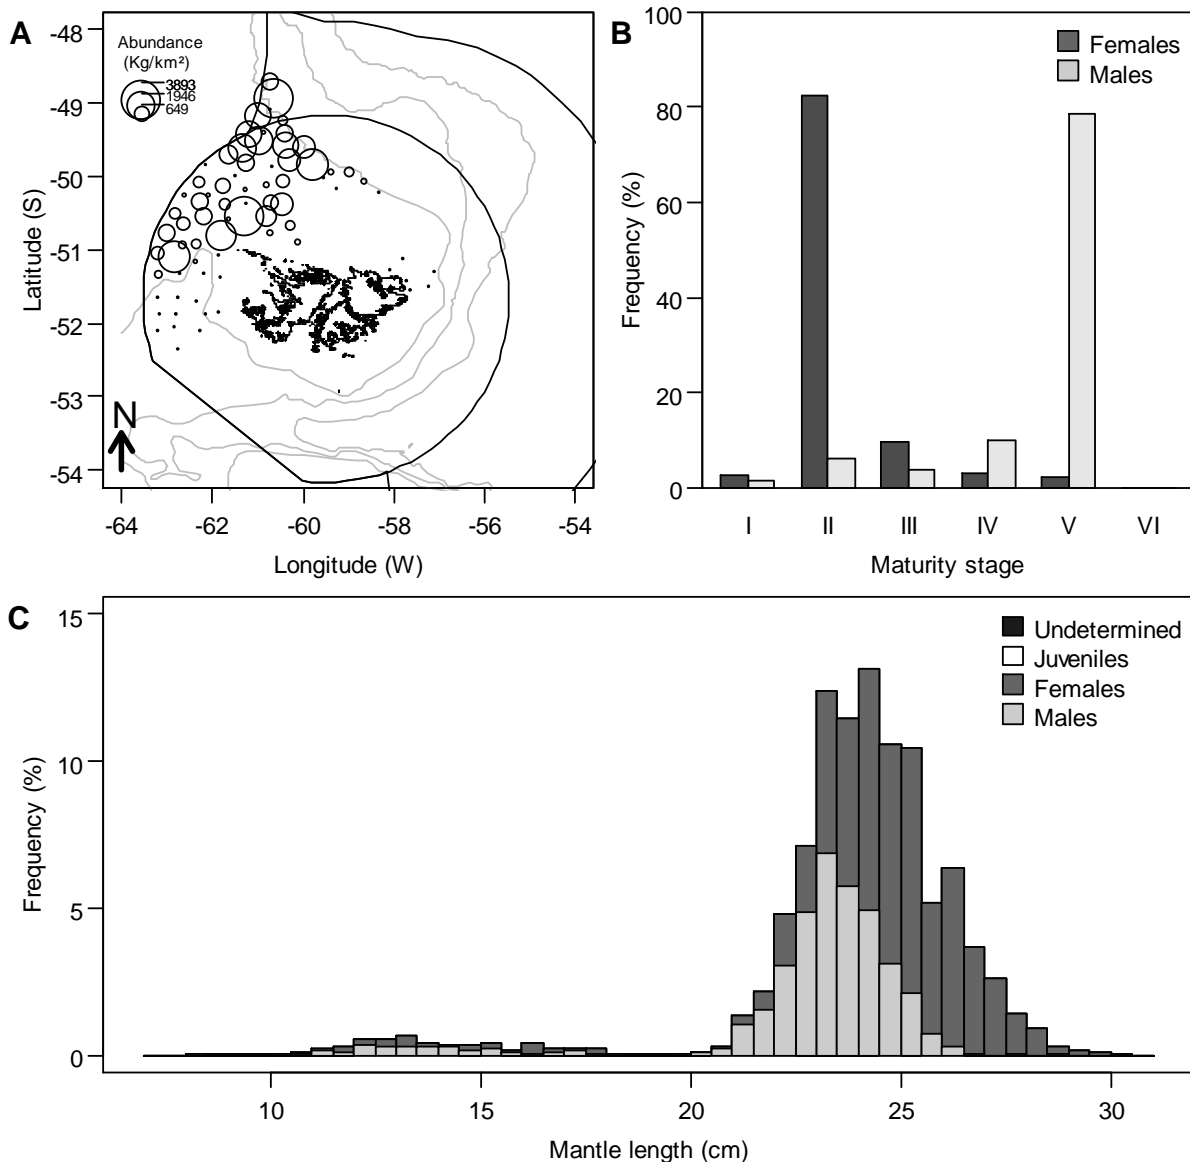 A
Abundance
(Kg/km²)
3893
1946
649
-48
-49
-50
-51
-52
-53
-54
Latitude (S)
N
-64
-62
-60
-58
-56
-54
Longitude (W)
B
Females
Males
100
80
60
40
20
0
Frequency (%)
I
II
III
IV
V
VI
Maturity stage
C
Undetermined
Juveniles
Females
Males
15
10
5
0
Frequency (%)
10
15
20
25
30
Mantle length (cm)